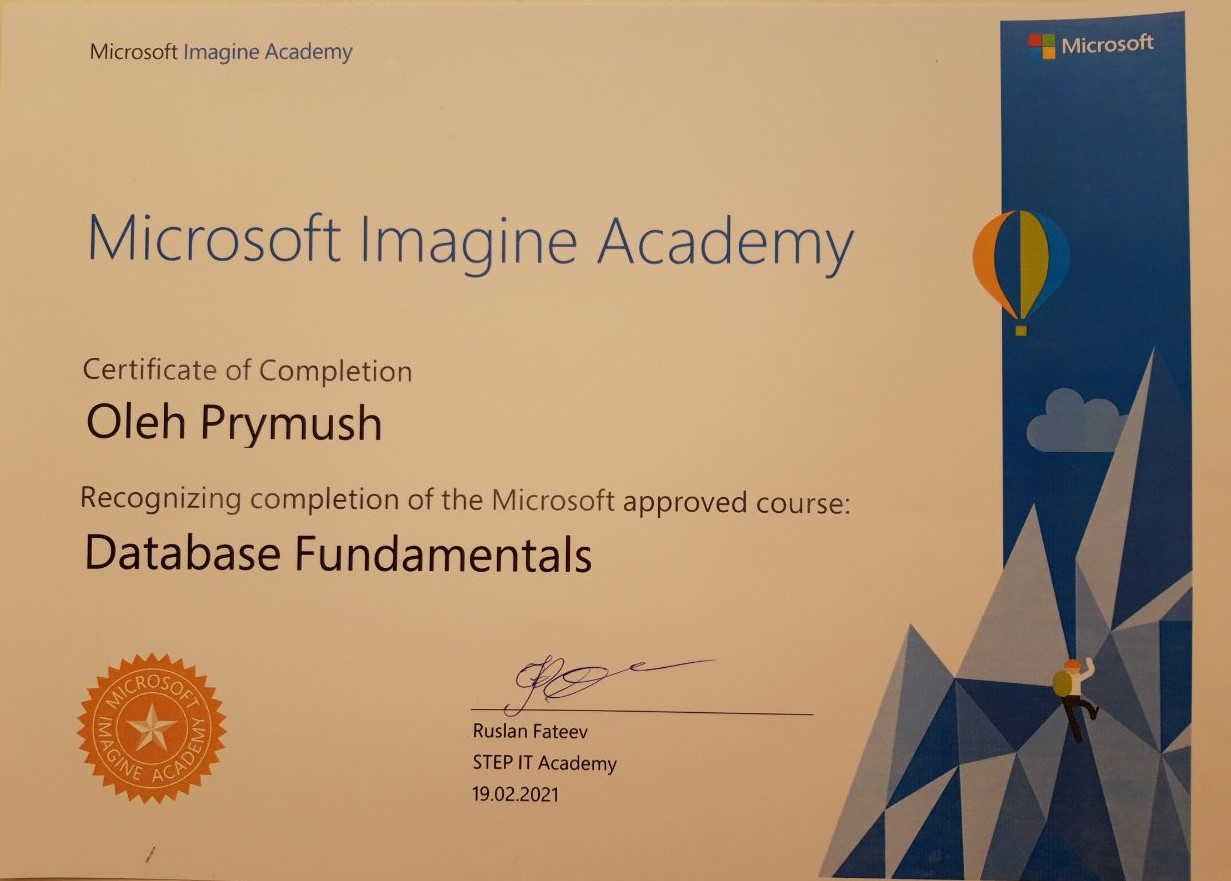 Microsoft Imagine Academy
Microsoft
Microsoft Imagine Academy
Certificate of Completion
Oleh Prymush
Recognizing completion of the Microsoft approved course:
Database Fundamentals
MICROSOFT
IMAGINE ACADEMY
Ruslan Fateev
STEP IT Academy
19.02.2021